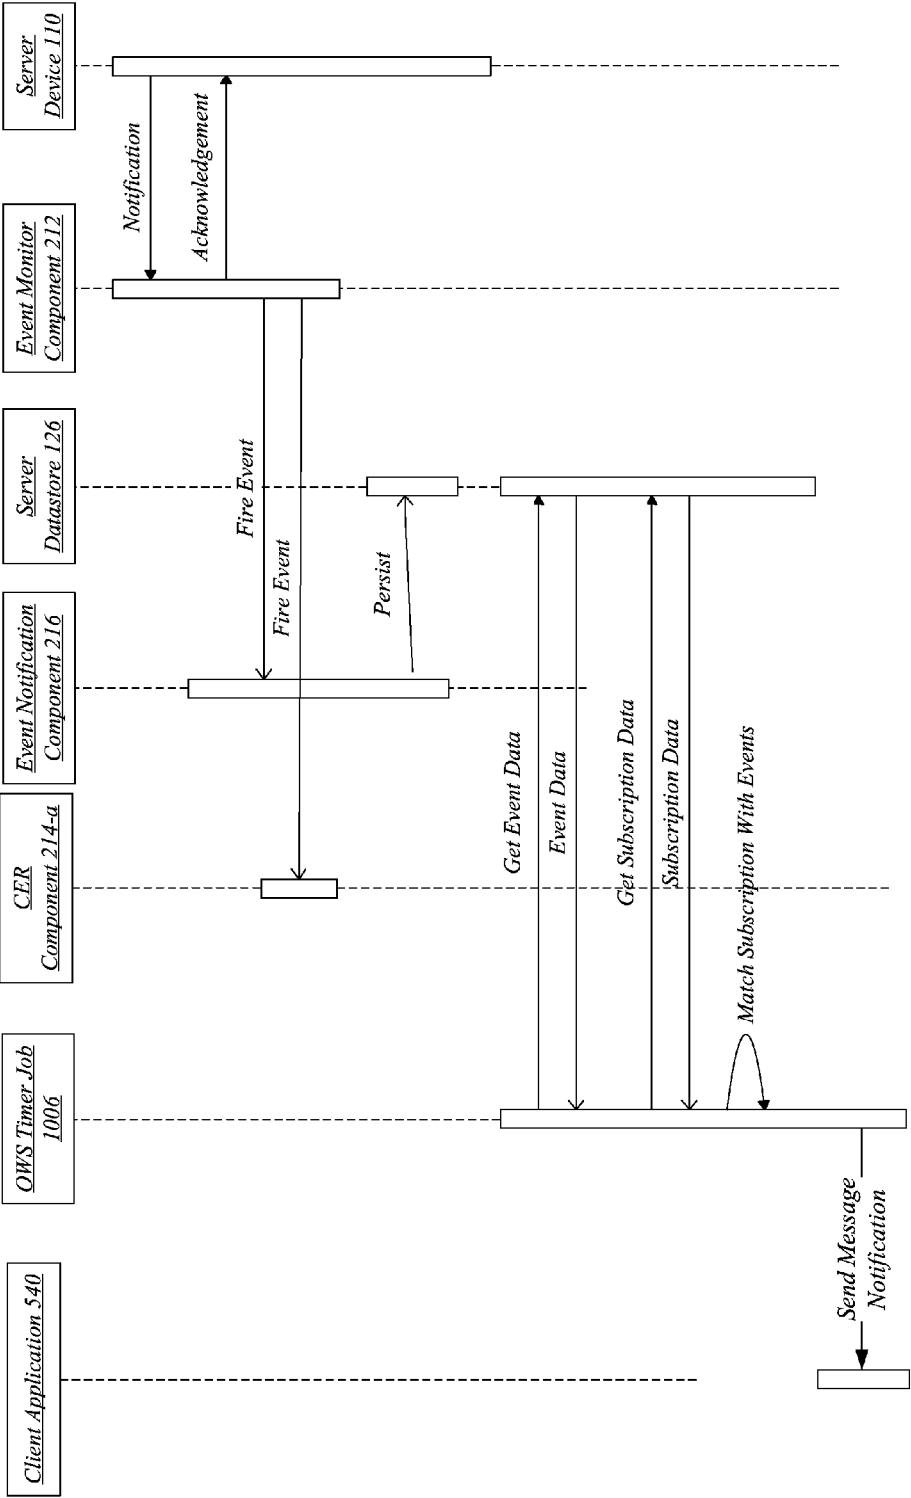 Client Application 540
OWS Timer Job
1006
CER
Component 214-a
Event Notification
Component 216
Server
Datastore 126
Event Monitor
Component 212
Server
Device 110
Notification
Acknowledgement
Fire Event
Fire Event
Persist
Get Event Data
Event Data
Get Subscription Data
Subscription Data
Match Subscription With Events
Send Message
Notification